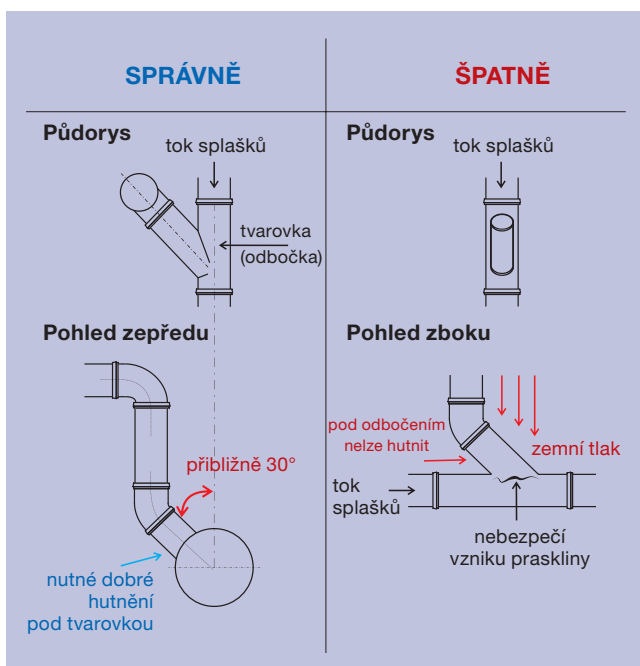 SPRÁVNĚ
Půdorys
tok splašků
tvarovka
(odbočka)
Pohled zepředu
přibližně 30°
nutné dobré
hutnění
pod tvarovkou
ŠPATNĚ
Půdorys
tok splašků
Pohled zboku
pod odbočením
nelze hutnit
zemní tlak
tok
splašků
nebezpečí
vzniku praskliny